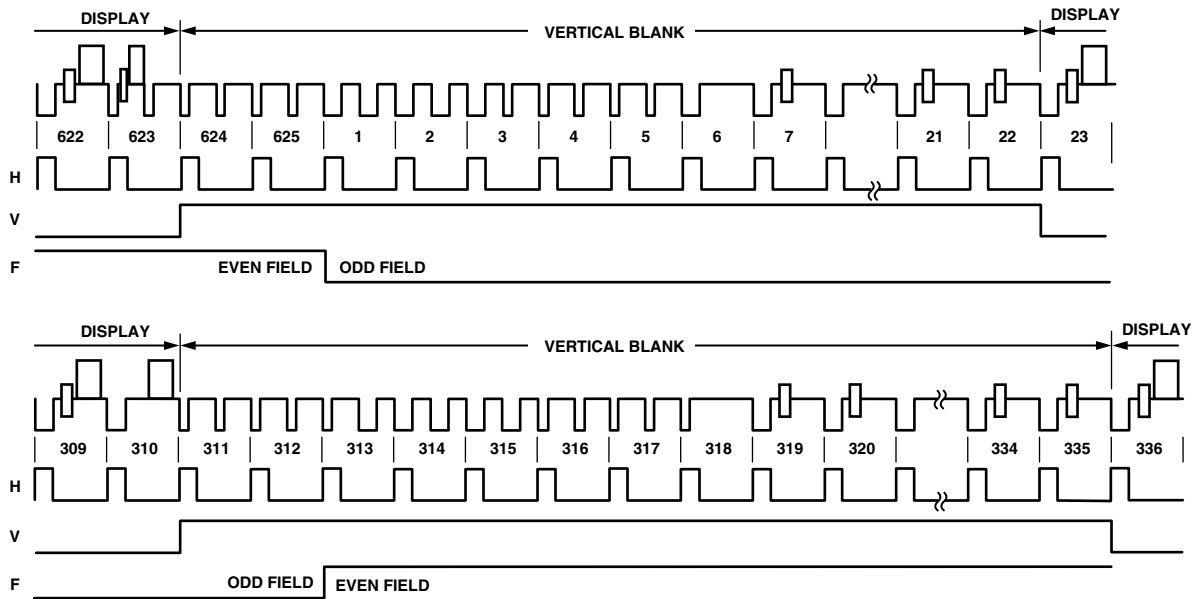 DISPLAY VERTICAL BLANK DISPLAY
622 623 624 625 1 2 3 4 5 6 7 21 22 23
H
V
F EVEN FIELD ODD FIELD
DISPLAY VERTICAL BLANK DISPLAY
309 310 311 312 313 314 315 316 317 318 319 320 334 335 336
H
V
F ODD FIELD EVEN FIELD